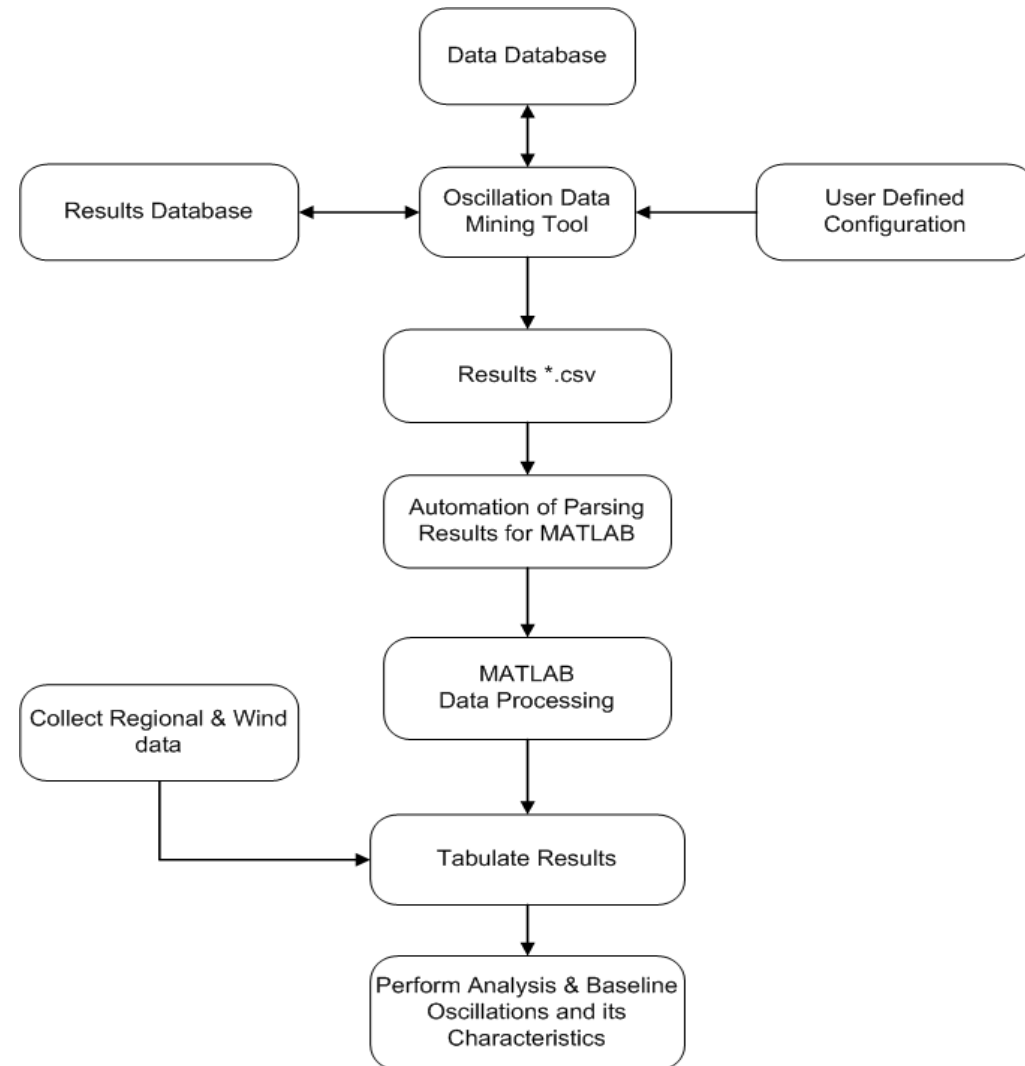 Data Database
Results Database
Oscillation Data
Mining Tool
User Defined
Configuration
Results *.csv
Automation of Parsing
Results for MATLAB
MATLAB
Data Processing
Collect Regional & Wind
data
Tabulate Results
Perform Analysis & Baseline
Oscillations and its
Characteristics